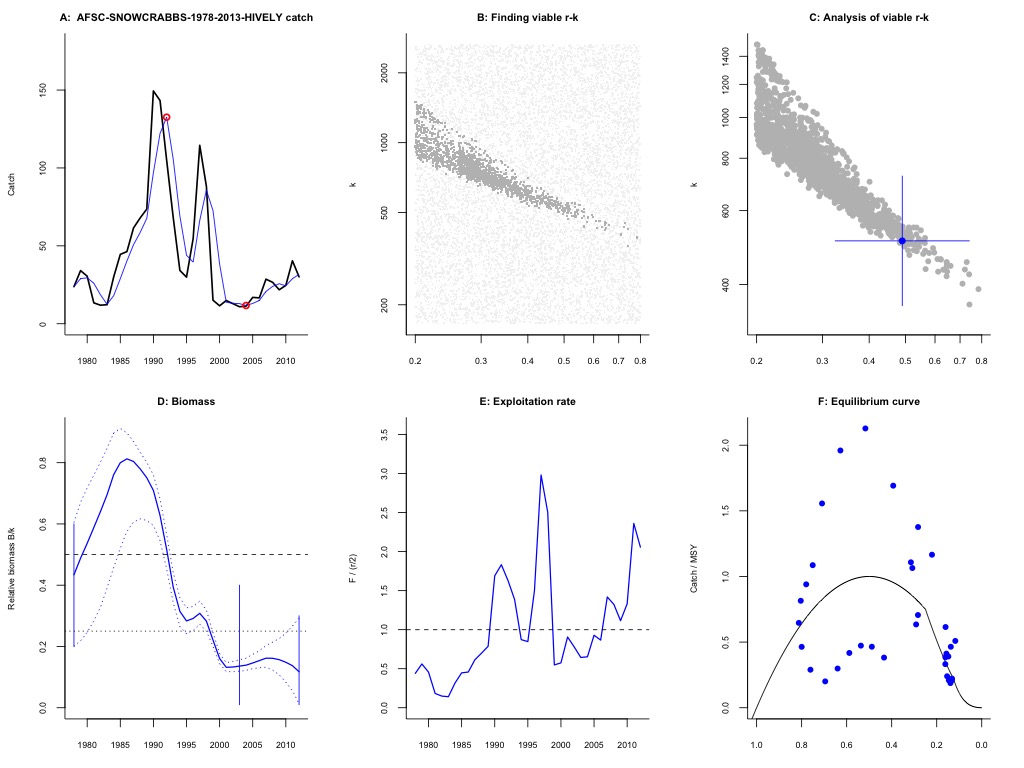 A:  AFSC-SNOWCRABBS-1978-2013-HIVELY catch
Catch
0
50
100
150
1980 1985 1990 1995 2000 2005 2010
B: Finding viable r-k
k
200
500
1000
2000
0.2 0.3 0.4 0.5 0.6 0.7 0.8
C: Analysis of viable r-k
k
400
600
800
1000
1200
1400
0.2 0.3 0.4 0.5 0.6 0.7 0.8
D: Biomass
Relative biomass B/k
0.0
0.2
0.4
0.6
0.8
1980 1985 1990 1995 2000 2005 2010
E: Exploitation rate
F / (r/2)
0.0
0.5
1.0
1.5
2.0
2.5
3.0
3.5
1980 1985 1990 1995 2000 2005 2010
F: Equilibrium curve
Catch / MSY
0.0
0.5
1.0
1.5
2.0
1.0 0.8 0.6 0.4 0.2 0.0